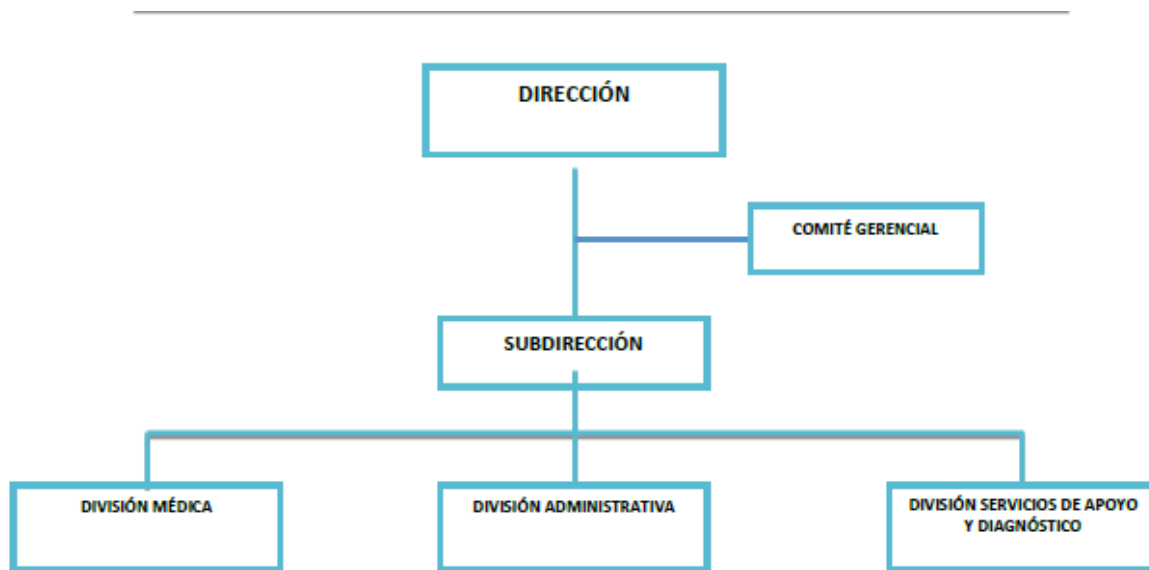 DIRECCIÓN
COMITÉ GERENCIAL
SUBDIRECCIÓN
DIVISIÓN MÉDICA
DIVISIÓN ADMINISTRATIVA
DIVISIÓN SERVICIOS DE APOYO
Y DIAGNÓSTICO